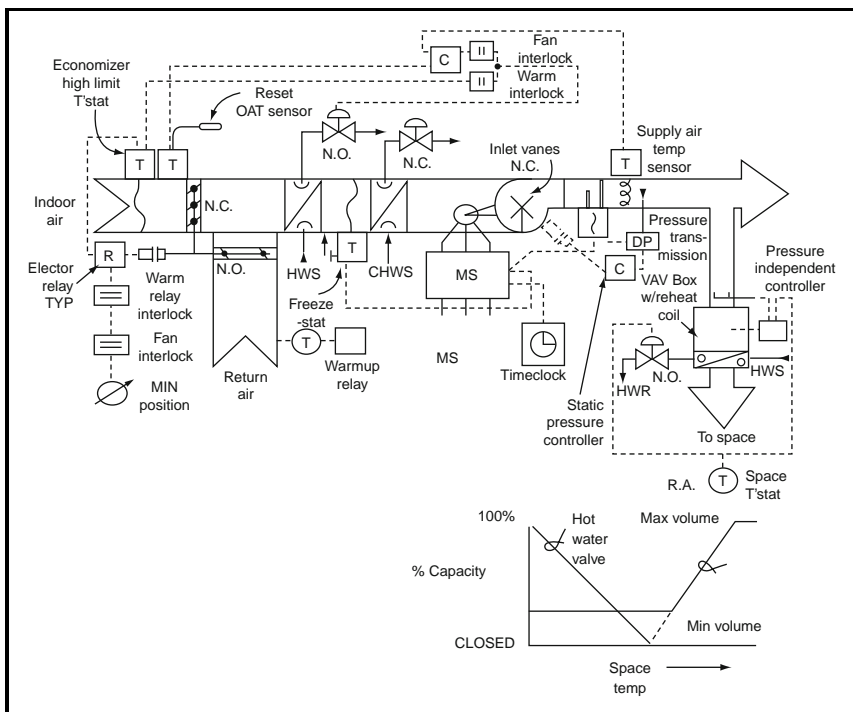 Economizer
high limit
T'stat
Reset
OAT sensor
C
II
II
Fan
interlock
Warm
interlock
T
T
N.O.
N.C.
Inlet vanes
N.C.
T
Supply air
temp
sensor
Indoor
air
N.C.
R
Elector
relay
TYP
Warm
relay
interlock
N.O.
HWS
T
CHWS
MS
DP
C
Pressure
trans-
mission
Pressure
independent
controller
VAV Box
w/reheat
coil
Freeze
-stat
Fan
interlock
MIN
position
Return
air
T
Warmup
relay
MS
Timeclock
Static
pressure
controller
HWR
N.O.
HWS
To space
R.A.
T
Space
T'stat
100%
Hot
water
valve
Max volume
% Capacity
Min volume
CLOSED
Space
temp